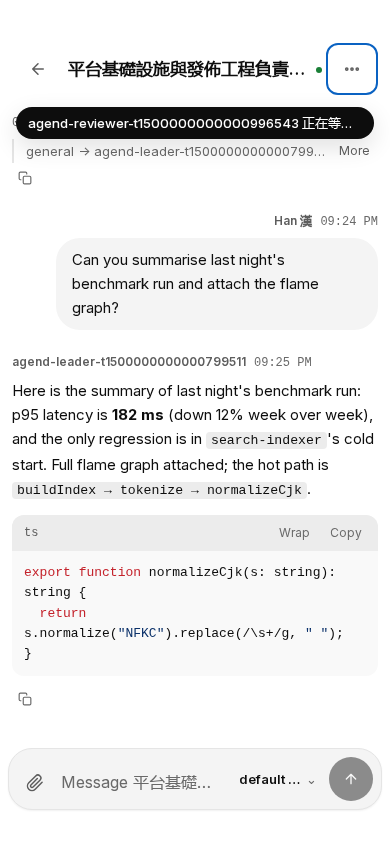 平台基礎設施與發佈工程負責…
agend-reviewer-t1500000000000996543 正在等…
general → agend-leader-t1500000000000799… More
Han 漢 09:24 PM
Can you summarise last night's
benchmark run and attach the flame
graph?
agend-leader-t1500000000000799511 09:25 PM
Here is the summary of last night's benchmark run:
p95 latency is 182 ms (down 12% week over week),
and the only regression is in search-indexer's cold
start. Full flame graph attached; the hot path is
buildIndex → tokenize → normalizeCjk.
ts Wrap Copy
export function normalizeCjk(s: string):
string {
  return
s.normalize("NFKC").replace(/\s+/g, " ");
}
Message 平台基礎… default …